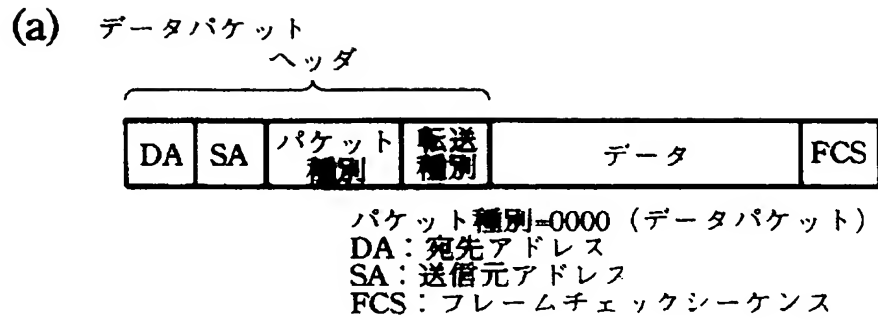 (a) データパケット
ヘッダ
DA SA パケット種別 転送種別 データ FCS
パケット種別=0000 (データパケット)
DA：宛先アドレス
SA：送信元アドレス
FCS：フレームチェックシーケンス